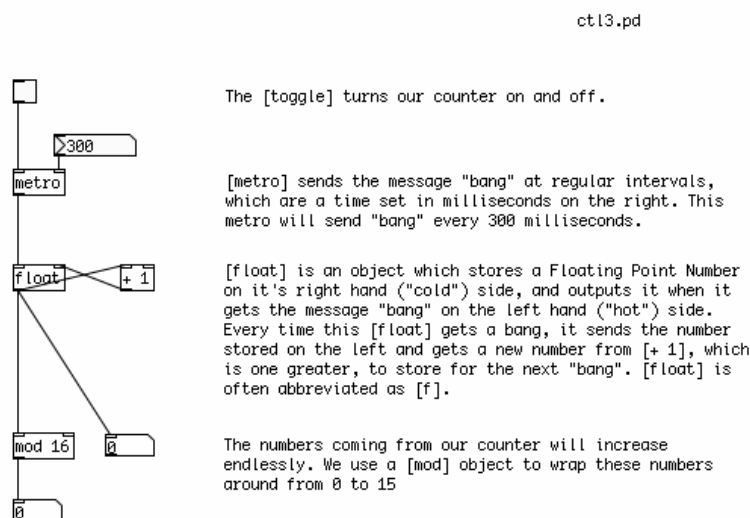 ctl3.pd
The [toggle] turns our counter on and off.
300
metro
[metro] sends the message "bang" at regular intervals,
which are a time set in milliseconds on the right. This
metro will send "bang" every 300 milliseconds.
float
+ 1
[float] is an object which stores a Floating Point Number
on it's right hand ("cold") side, and outputs it when it
gets the message "bang" on the left hand ("hot") side.
Every time this [float] gets a bang, it sends the number
stored on the left and gets a new number from [+ 1], which
is one greater, to store for the next "bang". [float] is
often abbreviated as [f].
mod 16
0
The numbers coming from our counter will increase
endlessly. We use a [mod] object to wrap these numbers
around from 0 to 15
0